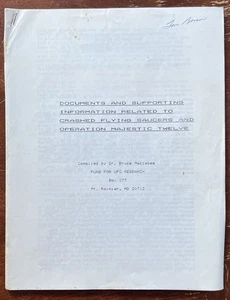 DOCUMENTS AND SUPPORTING
INFORMATION RELATED TO
CRASHED FLYING SAUCERS AND
OPERATION MAJESTIC TWELVE
Compiled by Dr. Bruce Maccabee
FUND FOR UFO RESEARCH
Box 277
Mt. Rainier, MD 20712